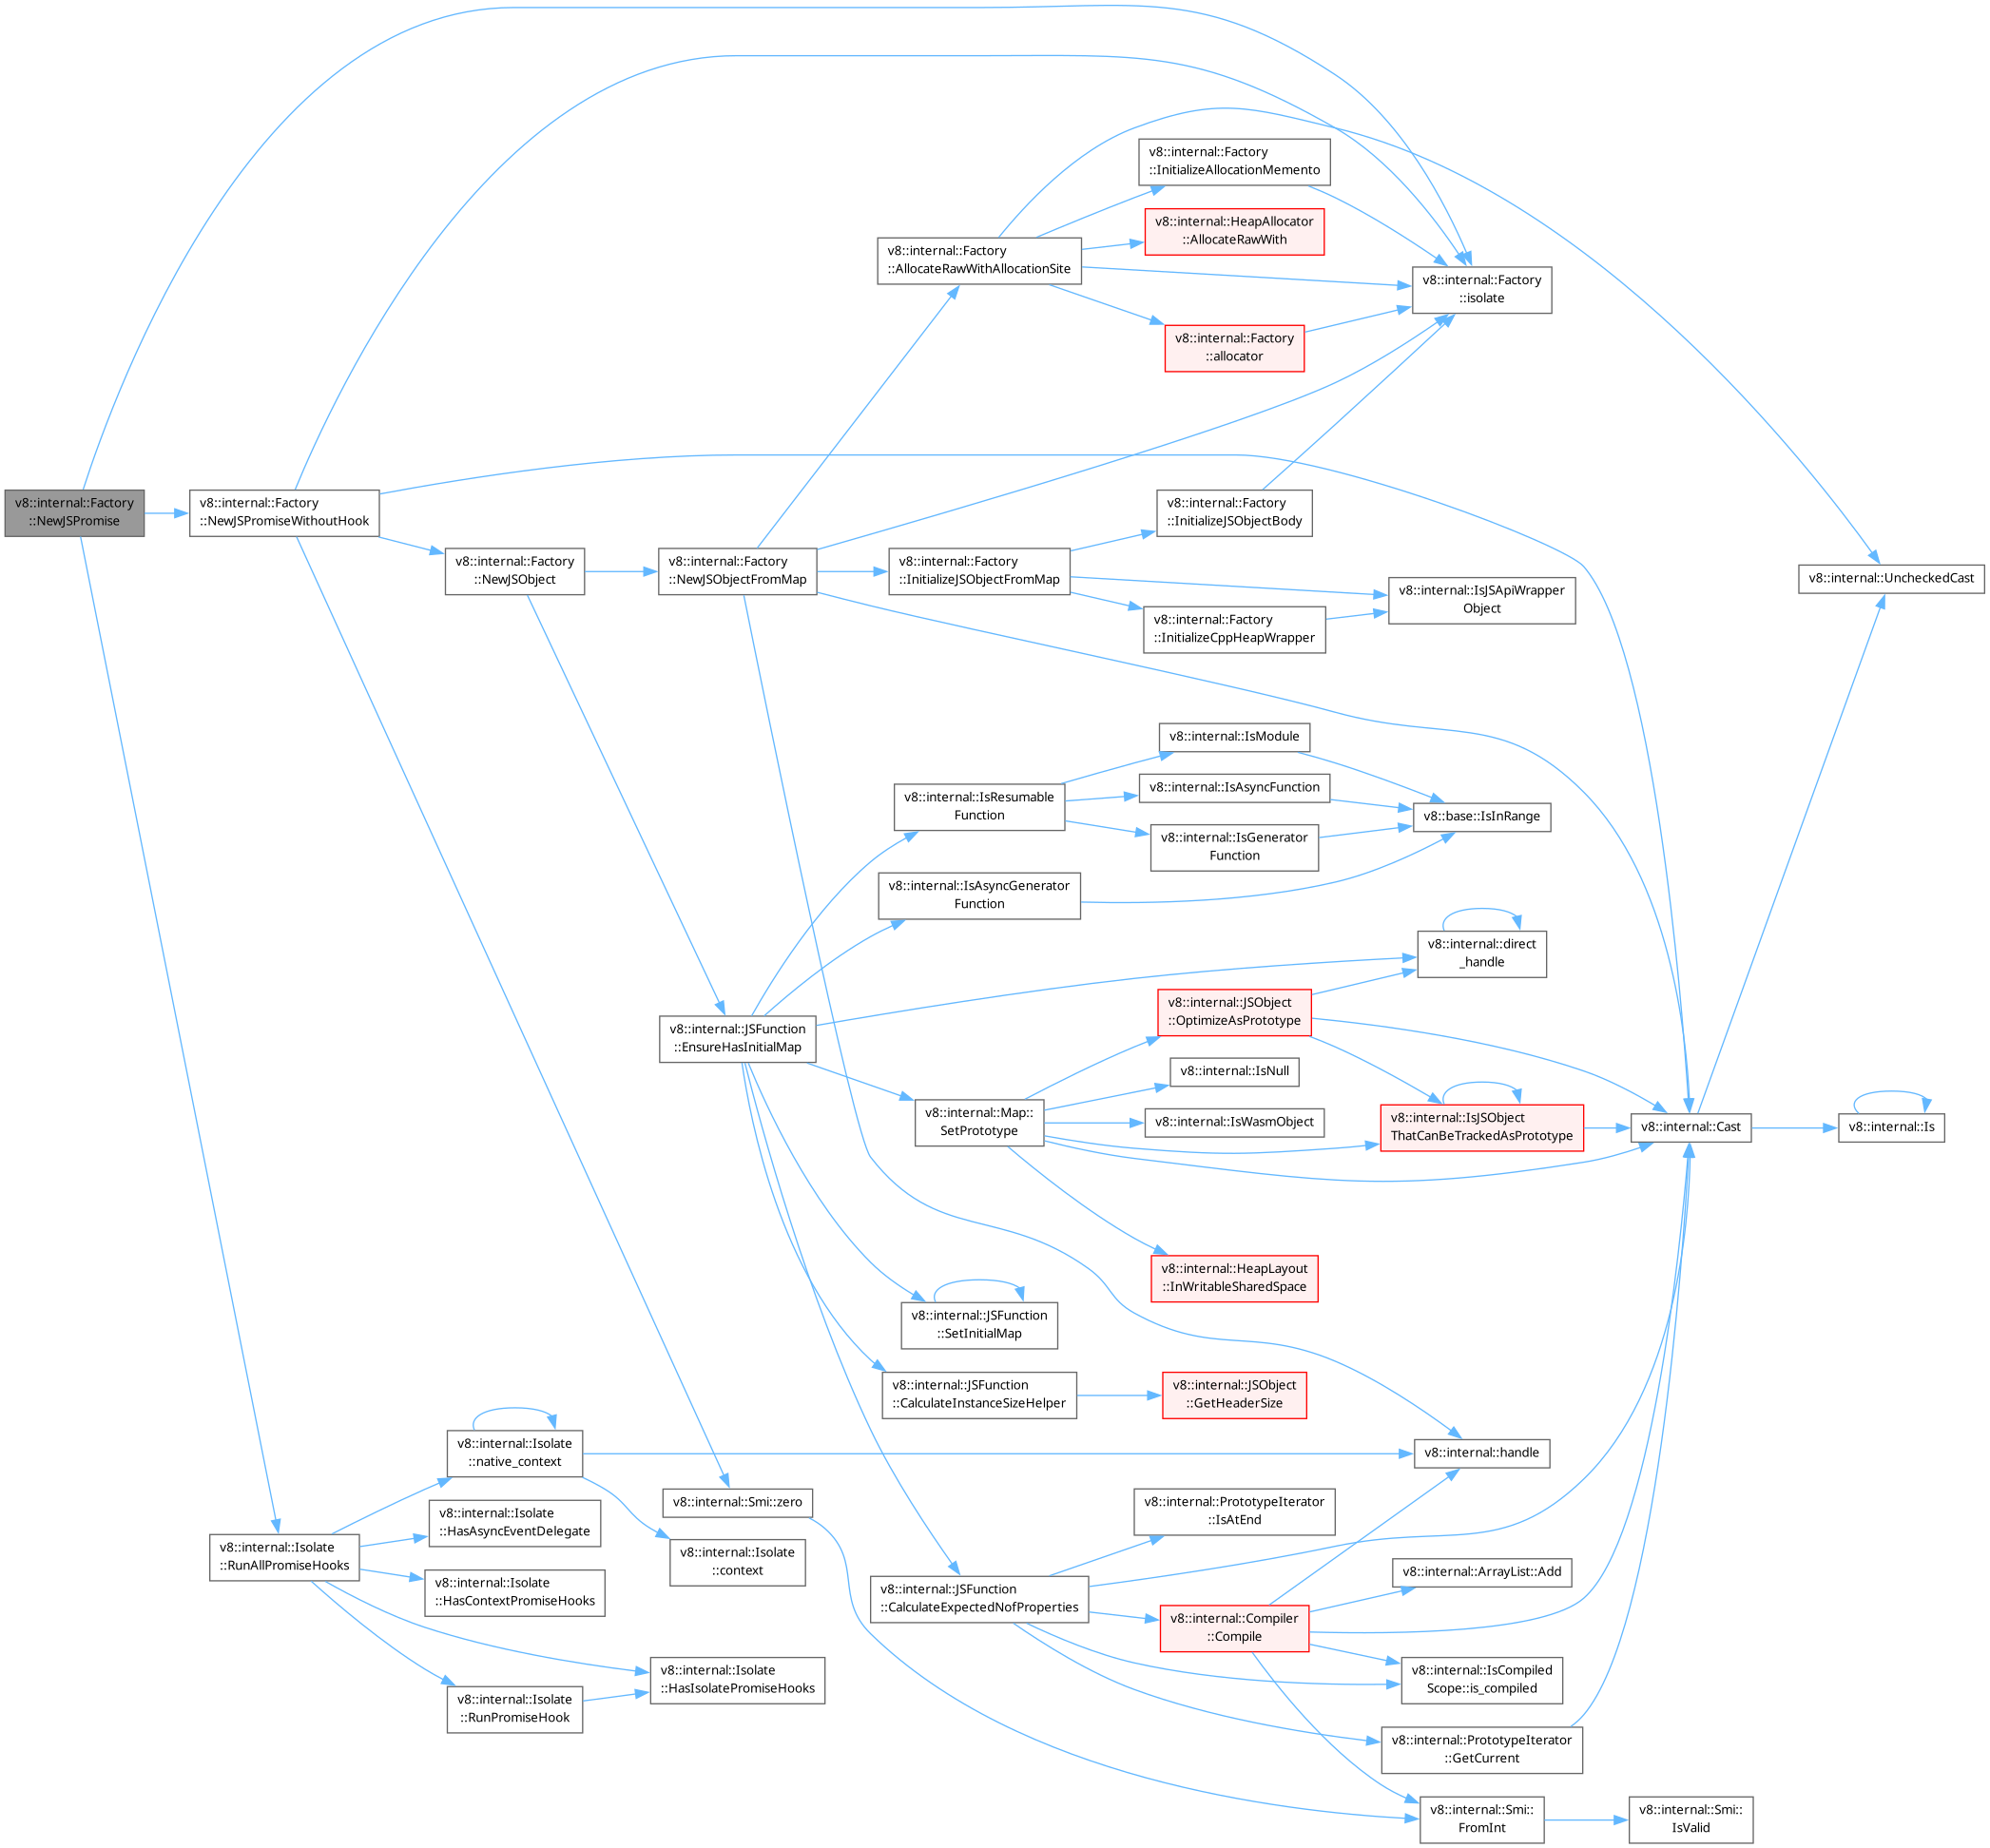 v8::internal::Factory
::NewJSPromise
v8::internal::Factory
::NewJSPromiseWithoutHook
v8::internal::Factory
::NewJSObject
v8::internal::Factory
::NewJSObjectFromMap
v8::internal::Factory
::AllocateRawWithAllocationSite
v8::internal::Factory
::InitializeAllocationMemento
v8::internal::HeapAllocator
::AllocateRawWith
v8::internal::Factory
::allocator
v8::internal::Factory
::isolate
v8::internal::Factory
::InitializeJSObjectFromMap
v8::internal::Factory
::InitializeJSObjectBody
v8::internal::Factory
::InitializeCppHeapWrapper
v8::internal::IsJSApiWrapper
Object
v8::internal::UncheckedCast
v8::internal::IsResumable
Function
v8::internal::IsModule
v8::internal::IsAsyncFunction
v8::internal::IsGenerator
Function
v8::base::IsInRange
v8::internal::IsAsyncGenerator
Function
v8::internal::direct
_handle
v8::internal::JSFunction
::EnsureHasInitialMap
v8::internal::JSObject
::OptimizeAsPrototype
v8::internal::IsNull
v8::internal::Map::
SetPrototype
v8::internal::IsWasmObject
v8::internal::IsJSObject
ThatCanBeTrackedAsPrototype
v8::internal::Cast
v8::internal::Is
v8::internal::HeapLayout
::InWritableSharedSpace
v8::internal::JSFunction
::SetInitialMap
v8::internal::JSFunction
::CalculateInstanceSizeHelper
v8::internal::JSObject
::GetHeaderSize
v8::internal::Isolate
::native_context
v8::internal::handle
v8::internal::Smi::zero
v8::internal::Isolate
::HasAsyncEventDelegate
v8::internal::Isolate
::RunAllPromiseHooks
v8::internal::Isolate
::context
v8::internal::Isolate
::HasContextPromiseHooks
v8::internal::Isolate
::HasIsolatePromiseHooks
v8::internal::Isolate
::RunPromiseHook
v8::internal::PrototypeIterator
::IsAtEnd
v8::internal::JSFunction
::CalculateExpectedNofProperties
v8::internal::Compiler
::Compile
v8::internal::ArrayList::Add
v8::internal::IsCompiled
Scope::is_compiled
v8::internal::PrototypeIterator
::GetCurrent
v8::internal::Smi::
FromInt
v8::internal::Smi::
IsValid